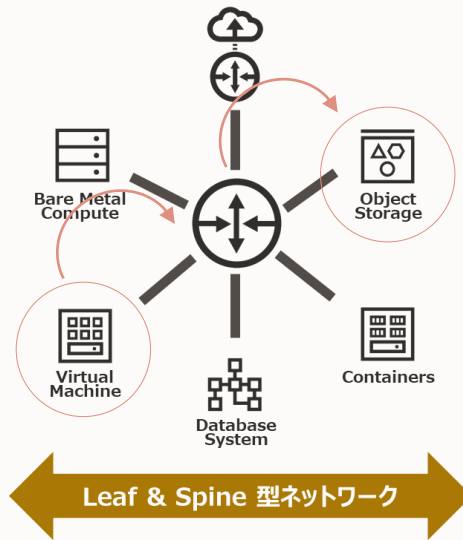 Bare Metal
Compute
Object
Storage
Virtual
Machine
Containers
Database
System
Leaf & Spine 型ネットワーク